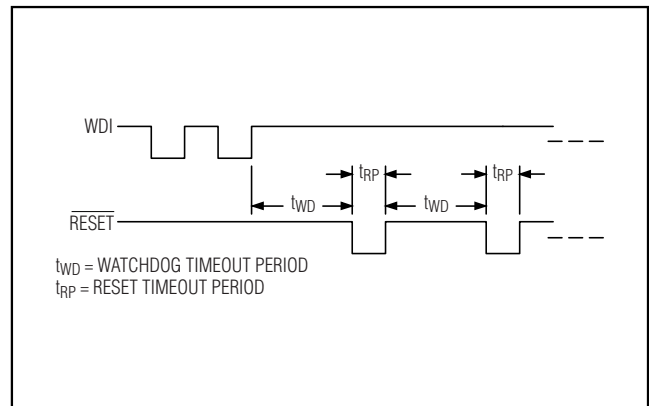 WDI
tRP tRP
tWD tWD
RESET
tWD = WATCHDOG TIMEOUT PERIOD
tRP = RESET TIMEOUT PERIOD